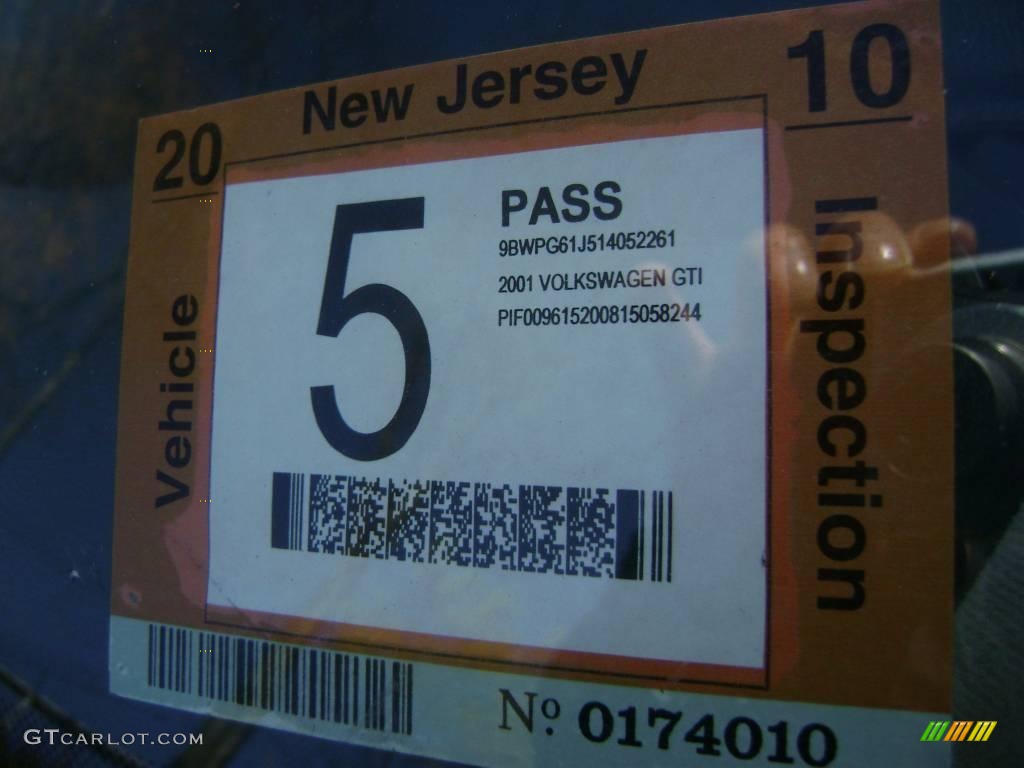 New Jersey
20
10
Vehicle
Inspection
5
PASS
9BWPG61J514052261
2001 VOLKSWAGEN GTI
PIF009615200815058244
Nº 0174010
GTCARLOT.COM